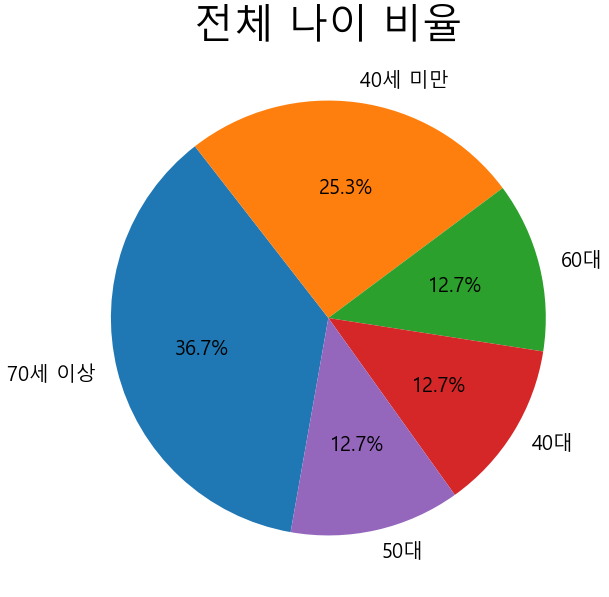 전체 나이 비율
40세 미만
25.3%
60대
12.7%
36.7%
70세 이상
12.7%
40대
12.7%
50대